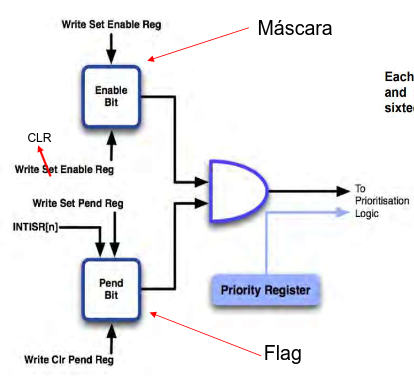 Write Set Enable Reg
Máscara
Enable
Bit
Each
and
sixte
CLR
Write Set Enable Reg
Write Set Pend Reg
INTISR[n]
To
Prioritisation
Logic
Pend
Bit
Priority Register
Flag
Write Clr Pend Reg